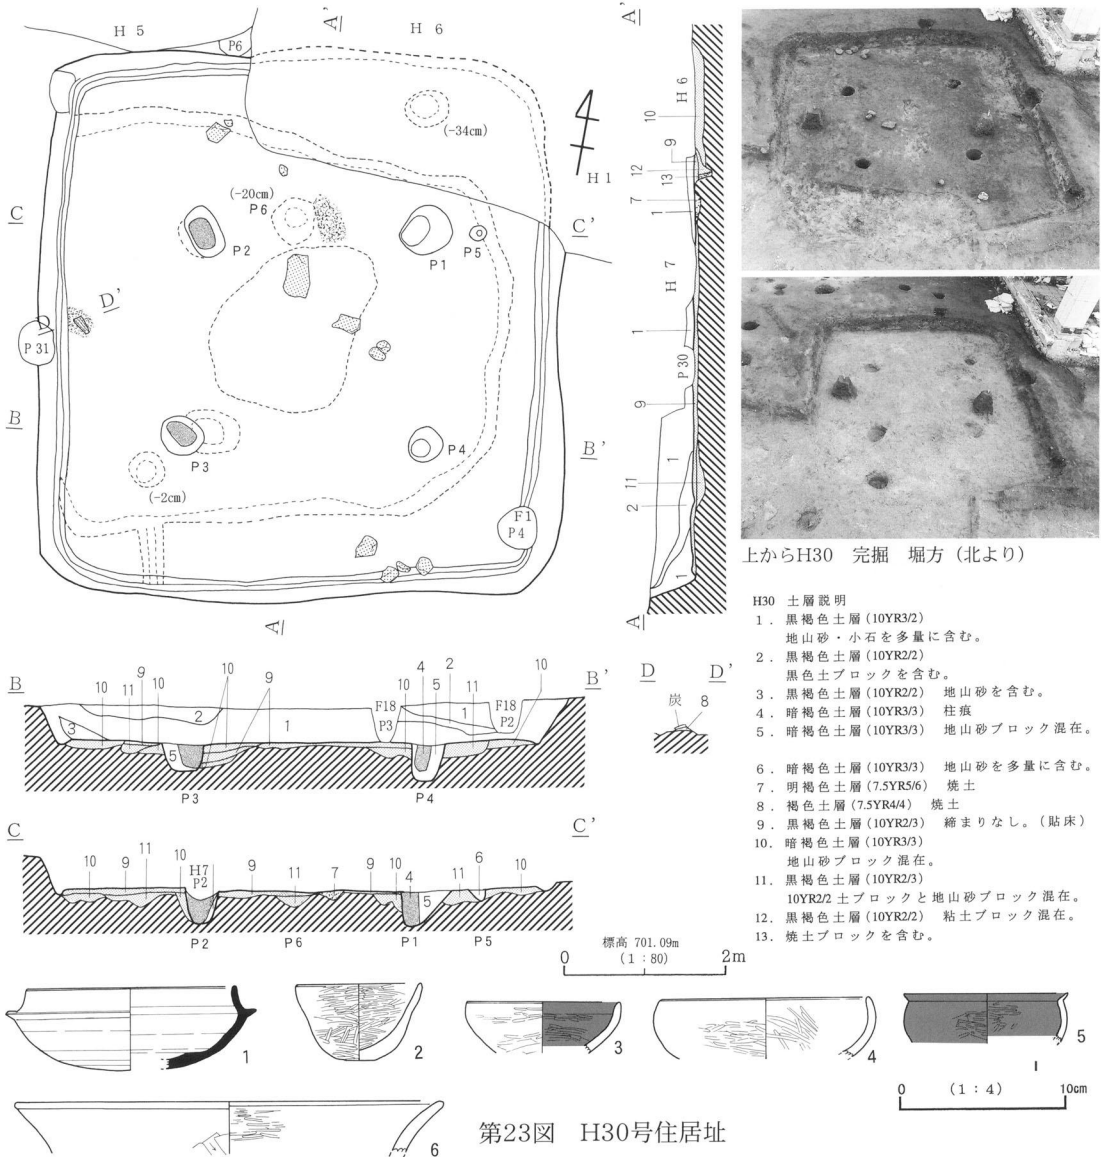 H 5
A'
H 6
P6
(-34cm)
H 1
(-20cm)
P6
C
C'
P2
P1
P5
D'
P 31
B
P3
P4
B'
(-2cm)
F1
P4
A
A'
H 6
10
9
12
13
7
1
H 7
1
P 30
9
1
11
2
1
A
上からH30 完掘 堀方（北より）
H30 土層説明
1．黒褐色土層(10YR3/2)
地山砂・小石を多量に含む。
2．黒褐色土層(10YR2/2)
黒色土ブロックを含む。
3．黒褐色土層(10YR2/2) 地山砂を含む。
4．暗褐色土層(10YR3/3) 柱痕
5．暗褐色土層(10YR3/3) 地山砂ブロック混在。
6．暗褐色土層(10YR3/3) 地山砂を多量に含む。
7．明褐色土層(7.5YR5/6) 焼土
8．褐色土層(7.5YR4/4) 焼土
9．黒褐色土層(10YR2/3) 締まりなし。(貼床)
10．暗褐色土層(10YR3/3)
地山砂ブロック混在。
11．黒褐色土層(10YR2/3)
10YR2/2 土ブロックと地山砂ブロック混在。
12．黒褐色土層(10YR2/2) 粘土ブロック混在。
13．焼土ブロックを含む。
B
B'
10 11 9 10 10 9 10 4 5 2 11 10
3 2 1 F18 P3 1 F18 P2
5
P3 P4
D D'
炭 8
C
C'
10 9 11 10 H7 P2 9 11 7 9 10 4 11 6 10
5
P2 P6 P1 P5
標高 701.09m
0 (1：80) 2m
1
2
3
4
5
0 (1：4) 10cm
6
第23図 H30号住居址